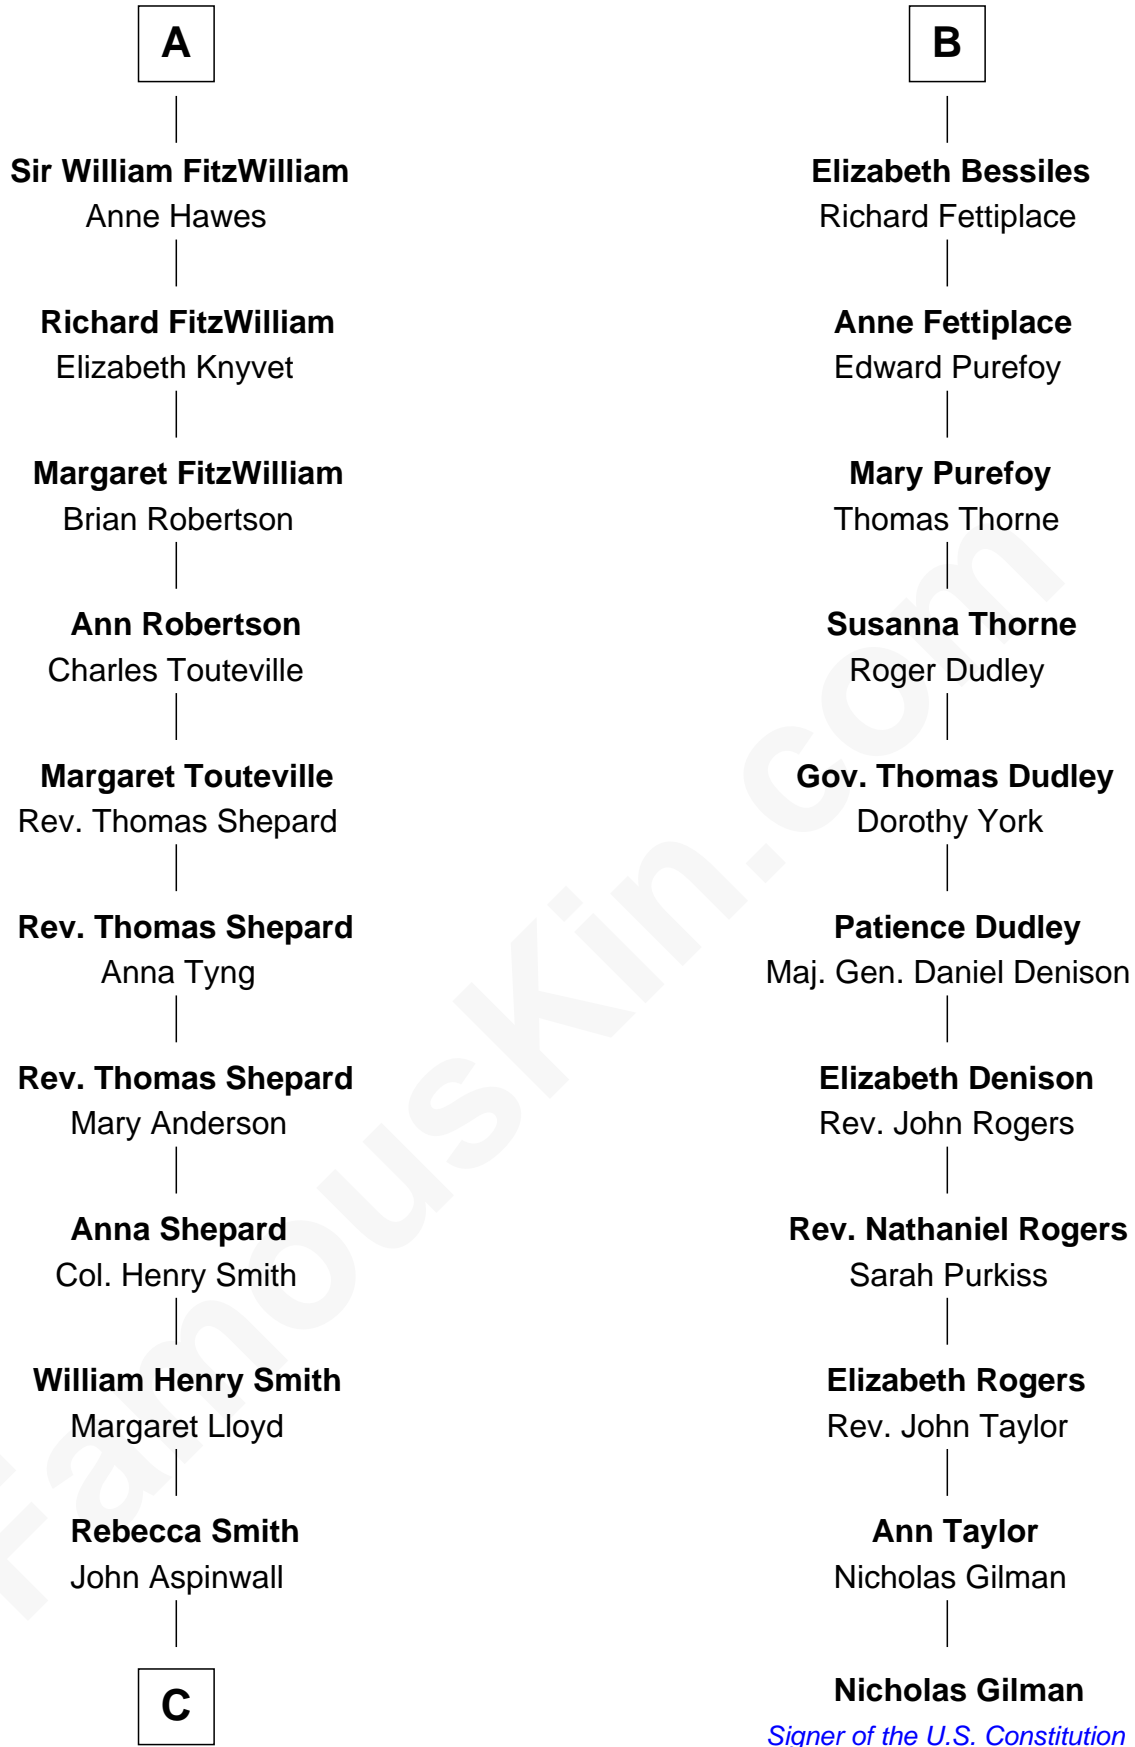 A
Sir William FitzWilliam
Anne Hawes
Richard FitzWilliam
Elizabeth Knyvet
Margaret FitzWilliam
Brian Robertson
Ann Robertson
Charles Touteville
Margaret Touteville
Rev. Thomas Shepard
Rev. Thomas Shepard
Anna Tyng
Rev. Thomas Shepard
Mary Anderson
Anna Shepard
Col. Henry Smith
William Henry Smith
Margaret Lloyd
Rebecca Smith
John Aspinwall
C
B
Elizabeth Bessiles
Richard Fettiplace
Anne Fettiplace
Edward Purefoy
Mary Purefoy
Thomas Thorne
Susanna Thorne
Roger Dudley
Gov. Thomas Dudley
Dorothy York
Patience Dudley
Maj. Gen. Daniel Denison
Elizabeth Denison
Rev. John Rogers
Rev. Nathaniel Rogers
Sarah Purkiss
Elizabeth Rogers
Rev. John Taylor
Ann Taylor
Nicholas Gilman
Nicholas Gilman
Signer of the U.S. Constitution
FamousKin.com